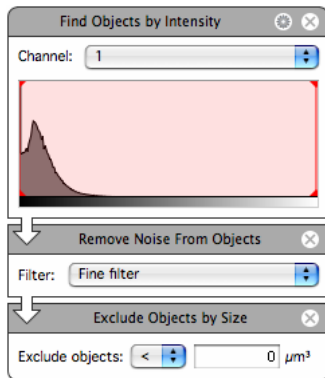 Find Objects by Intensity
Channel: 1
Remove Noise From Objects
Filter: Fine filter
Exclude Objects by Size
Exclude objects: < 0 µm³